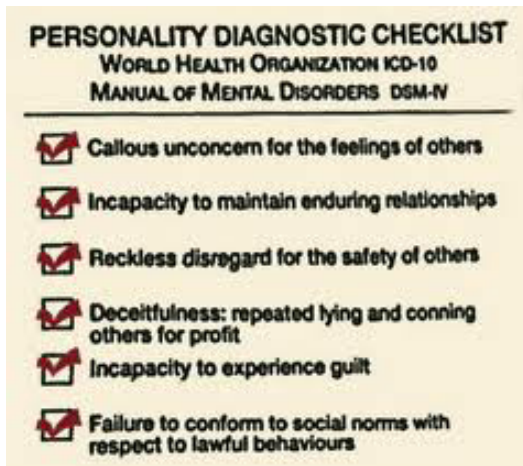 PERSONALITY DIAGNOSTIC CHECKLIST
WORLD HEALTH ORGANIZATION ICD-10
MANUAL OF MENTAL DISORDERS DSM-IV
Callous unconcern for the feelings of others
Incapacity to maintain enduring relationships
Reckless disregard for the safety of others
Deceitfulness: repeated lying and conning
others for profit
Incapacity to experience guilt
Failure to conform to social norms with
respect to lawful behaviours